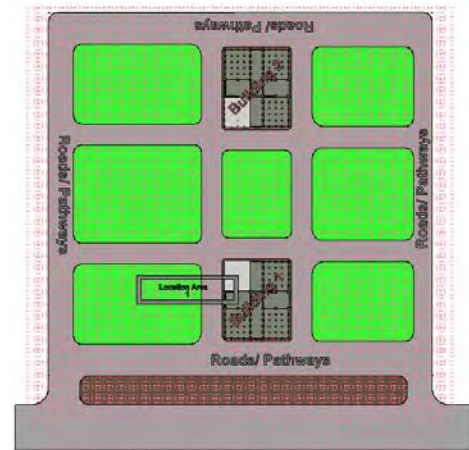 Roads/ Pathways
Building 2
Roads/ Pathways
Roads/ Pathways
Location Area
1
Building 1
Roads/ Pathways